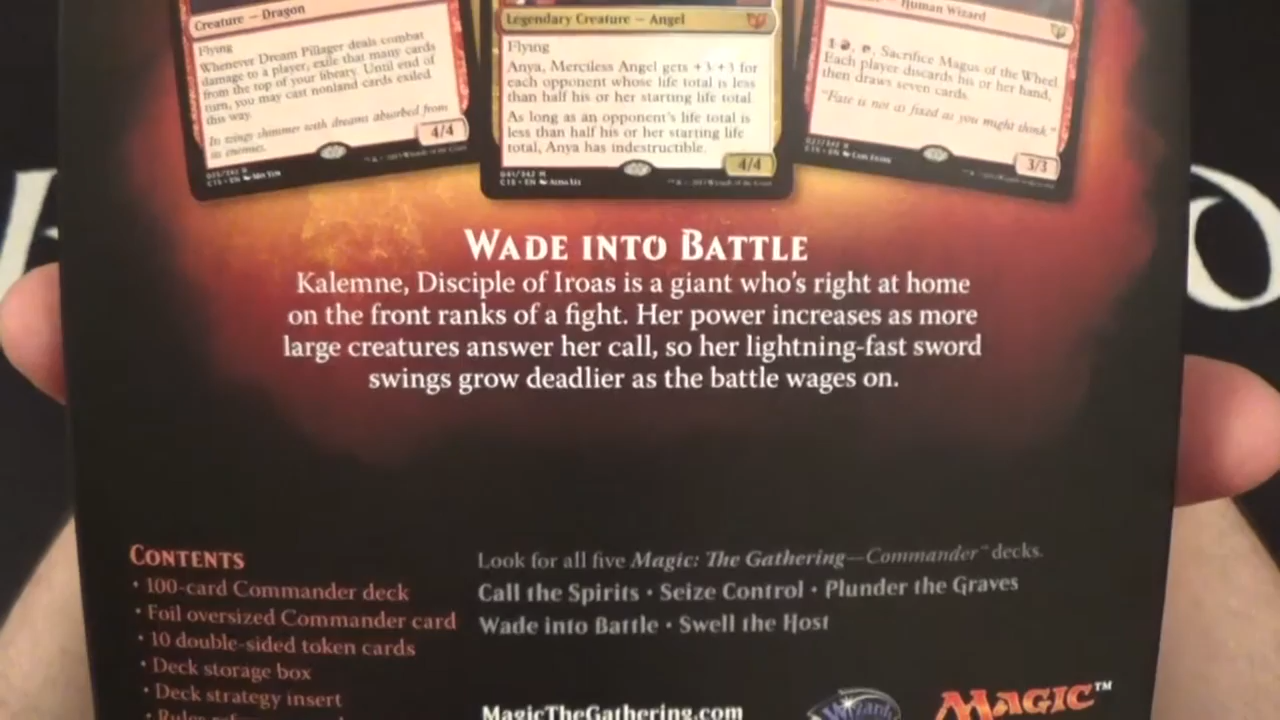 Creature — Dragon
Flying
Whenever Dream Pillager deals combat
damage to a player, exile that many cards
from the top of your library. Until end of
turn, you may cast nonland cards exiled
this way.
Its wings shimmer with dreams absorbed from
its enemies.
4/4
Legendary Creature — Angel
Flying
Anya, Merciless Angel gets +3/+3 for
each opponent whose life total is less
than half his or her starting life total.
As long as an opponent's life total is
less than half his or her starting life
total, Anya has indestructible.
4/4
Human Wizard
Sacrifice Magus of the Wheel:
Each player discards his or her hand,
then draws seven cards.
"Fate is not as fixed as you might think."
3/3
WADE INTO BATTLE
Kalemne, Disciple of Iroas is a giant who's right at home
on the front ranks of a fight. Her power increases as more
large creatures answer her call, so her lightning-fast sword
swings grow deadlier as the battle wages on.
CONTENTS
• 100-card Commander deck
• Foil oversized Commander card
• 10 double-sided token cards
• Deck storage box
• Deck strategy insert
Look for all five Magic: The Gathering—Commander™ decks.
Call the Spirits • Seize Control • Plunder the Graves
Wade into Battle • Swell the Host
MagicTheGathering.com
Wizards
MAGIC™